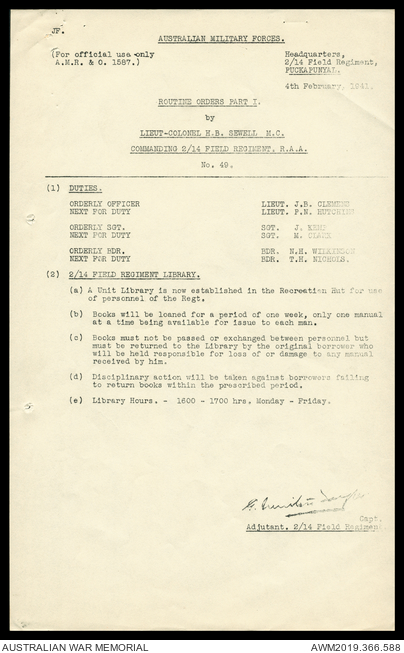 JP.
AUSTRALIAN MILITARY FORCES.
(For official use only
A.M.R. & O. 1587.)
Headquarters,
2/14 Field Regiment,
PUCKAPUNYAL.
4th February, 1941.
ROUTINE ORDERS PART I.
by
LIEUT-COLONEL H.B. SEWELL M.C.
COMMANDING 2/14 FIELD REGIMENT, R.A.A.
No. 49.
(1) DUTIES.
ORDERLY OFFICER LIEUT. J.B. CLEMENS
NEXT FOR DUTY LIEUT. P.N. HUTCHISN
ORDERLY SGT. SGT. J. KEMP
NEXT FOR DUTY SGT. M. CLARK
ORDERLY BDR. BDR. N.H. WILKINSON
NEXT FOR DUTY BDR. T.H. NICHOLS.
(2) 2/14 FIELD REGIMENT LIBRARY.
(a) A Unit Library is now established in the Recreation Hut for use
of personnel of the Regt.
(b) Books will be loaned for a period of one week, only one manual
at a time being available for issue to each man.
(c) Books must not be passed or exchanged between personnel but
must be returned to the Library by the original borrower who
will be held responsible for loss of or damage to any manual
received by him.
(d) Disciplinary action will be taken against borrowers failing
to return books within the prescribed period.
(e) Library Hours. - 1600 - 1700 hrs. Monday - Friday.
Capt.
Adjutant. 2/14 Field Regiment
AUSTRALIAN WAR MEMORIAL
AWM2019.366.588